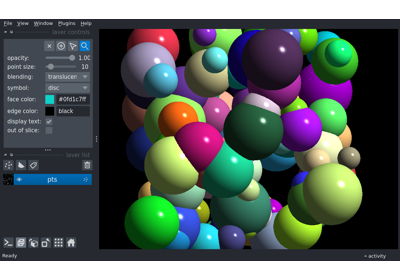 File View Window Plugins Help
layer controls
opacity: 1.00
point size: 10
blending: translucen
symbol: disc
face color: #0fd1c7ff
edge color: black
display text:
out of slice:
layer list
pts
Ready
activity